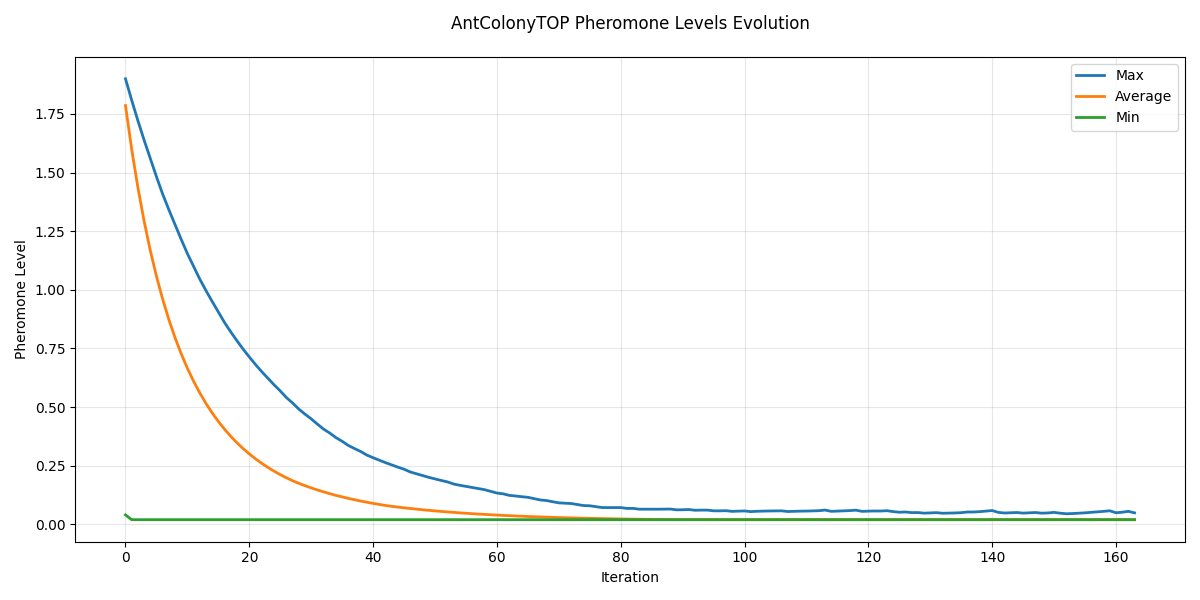 AntColonyTOP Pheromone Levels Evolution
Max
Average
Min
1.75
1.50
1.25
1.00
0.75
0.50
0.25
0.00
Pheromone Level
0 20 40 60 80 100 120 140 160
Iteration